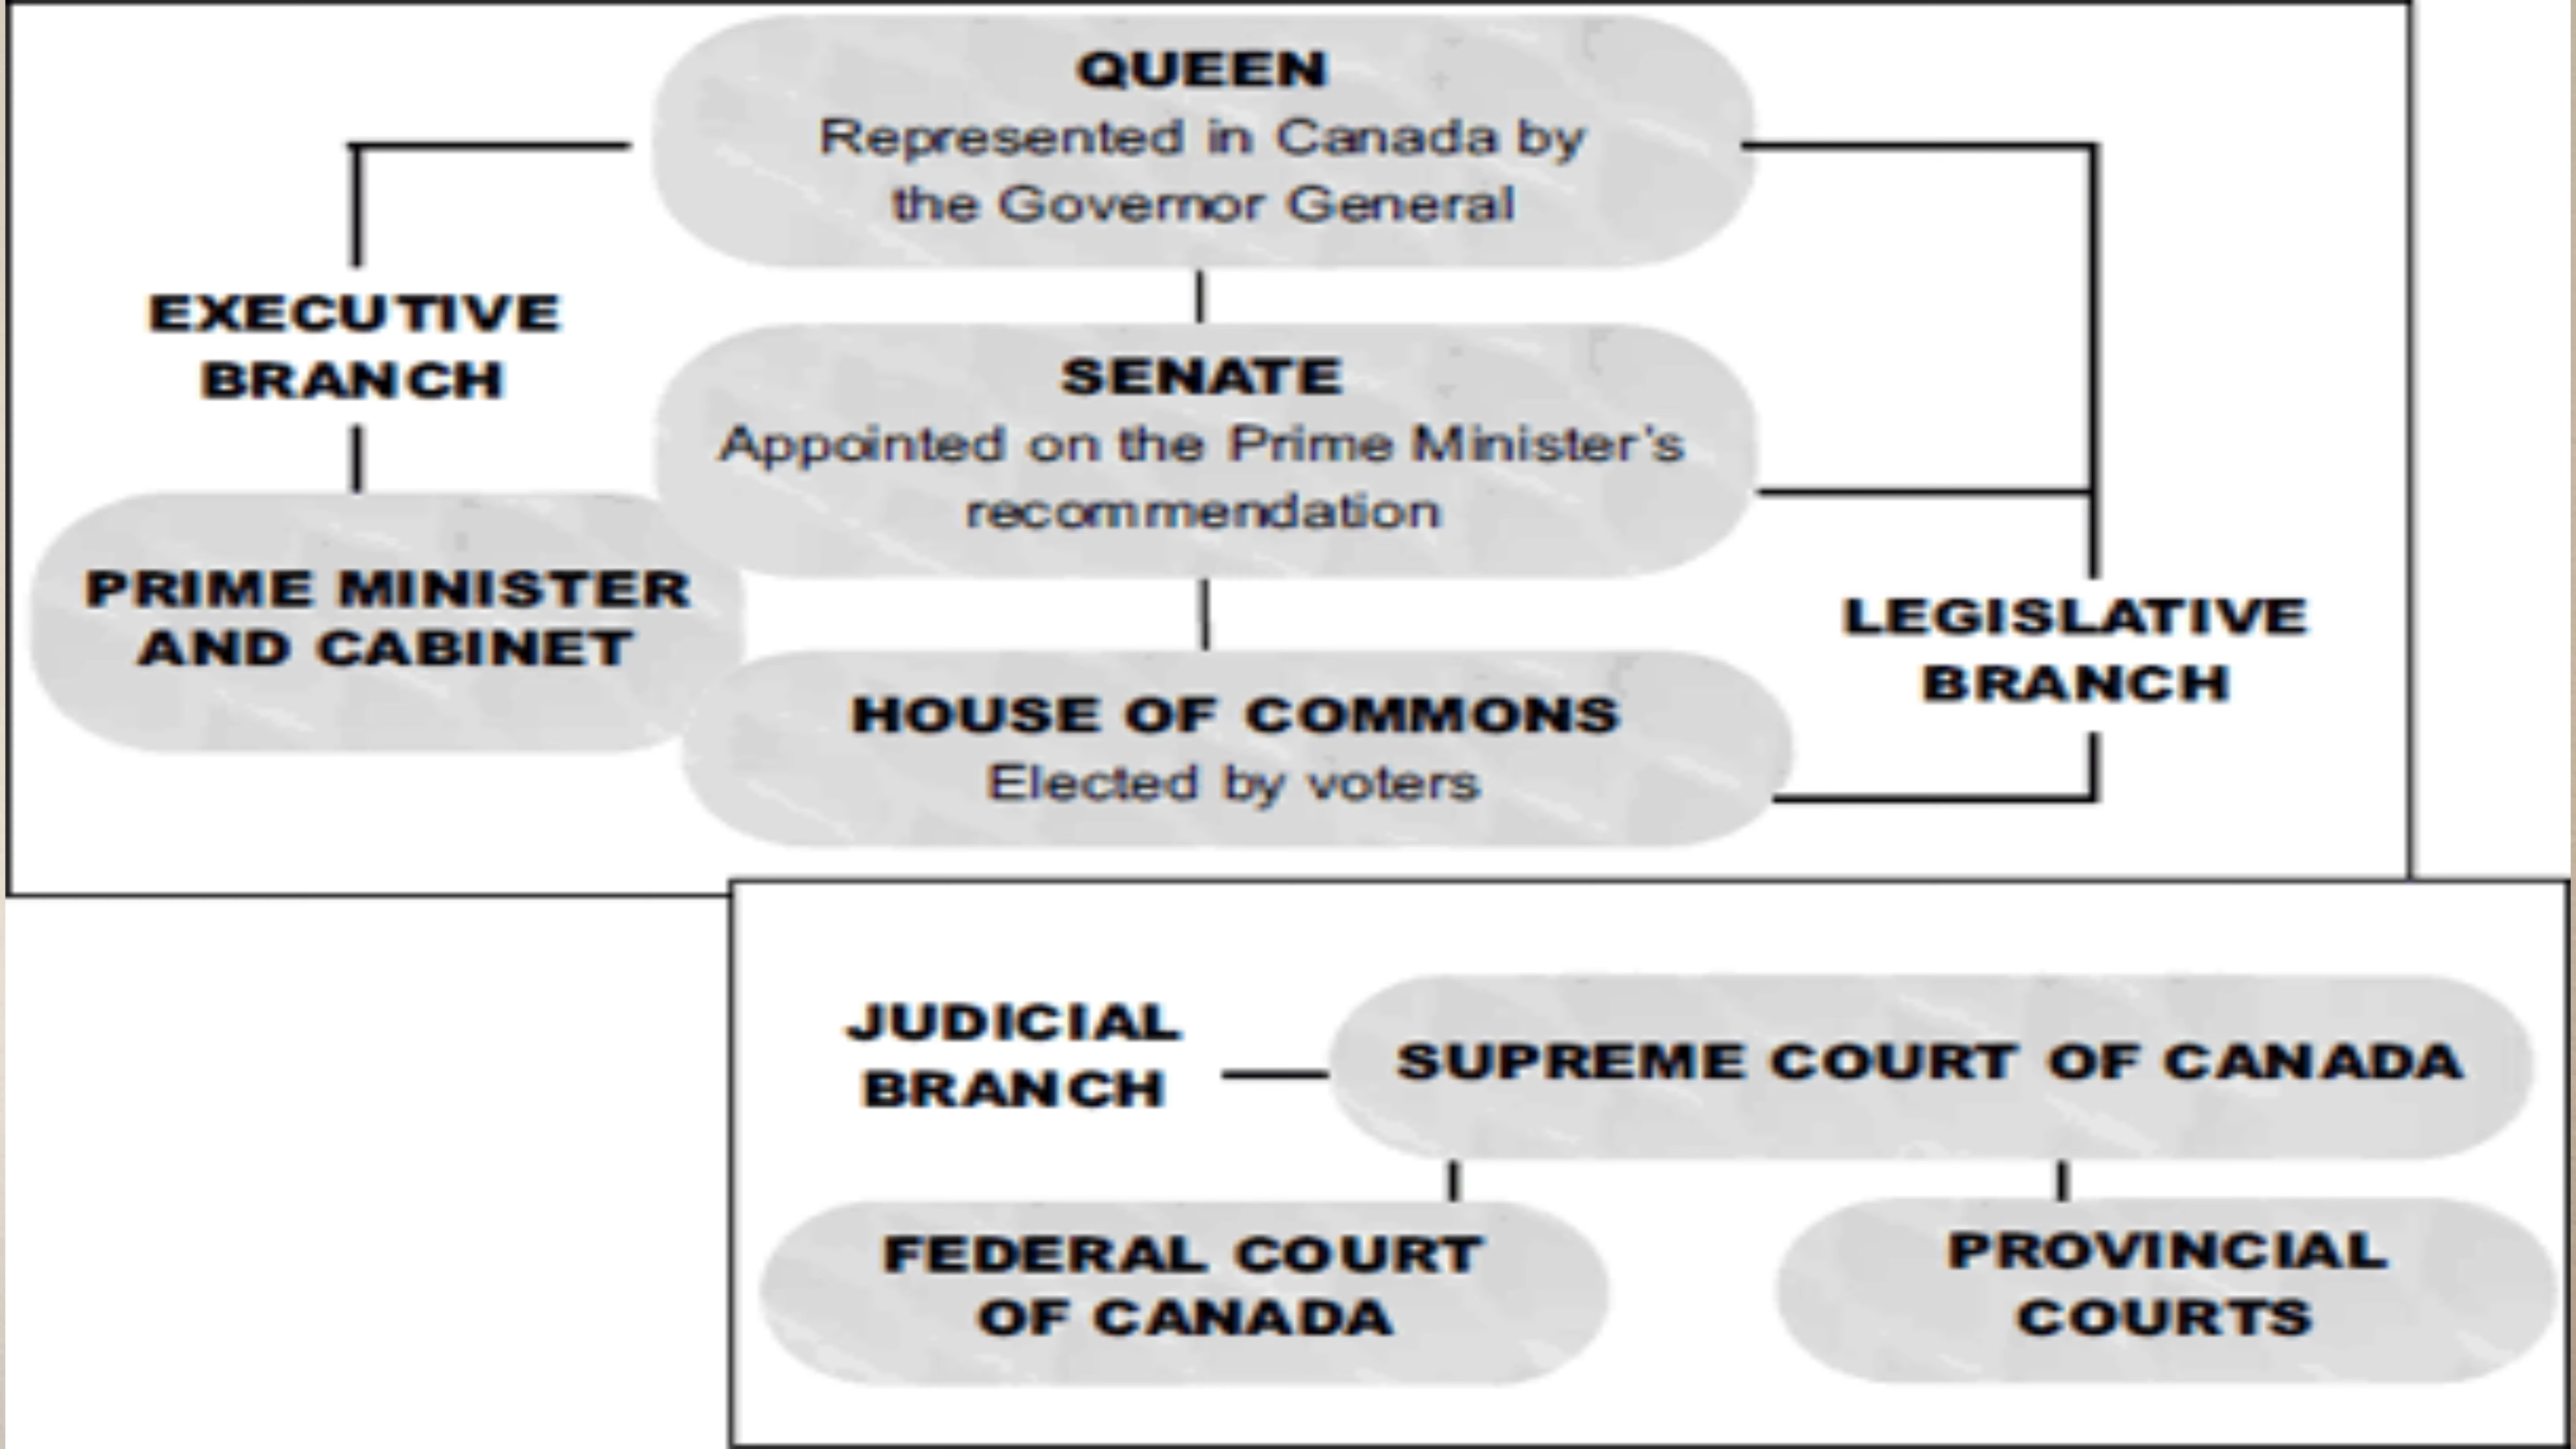 QUEEN
Represented in Canada by
the Governor General
EXECUTIVE
BRANCH
SENATE
Appointed on the Prime Minister's
recommendation
PRIME MINISTER
AND CABINET
LEGISLATIVE
BRANCH
HOUSE OF COMMONS
Elected by voters
JUDICIAL
BRANCH
SUPREME COURT OF CANADA
FEDERAL COURT
OF CANADA
PROVINCIAL
COURTS